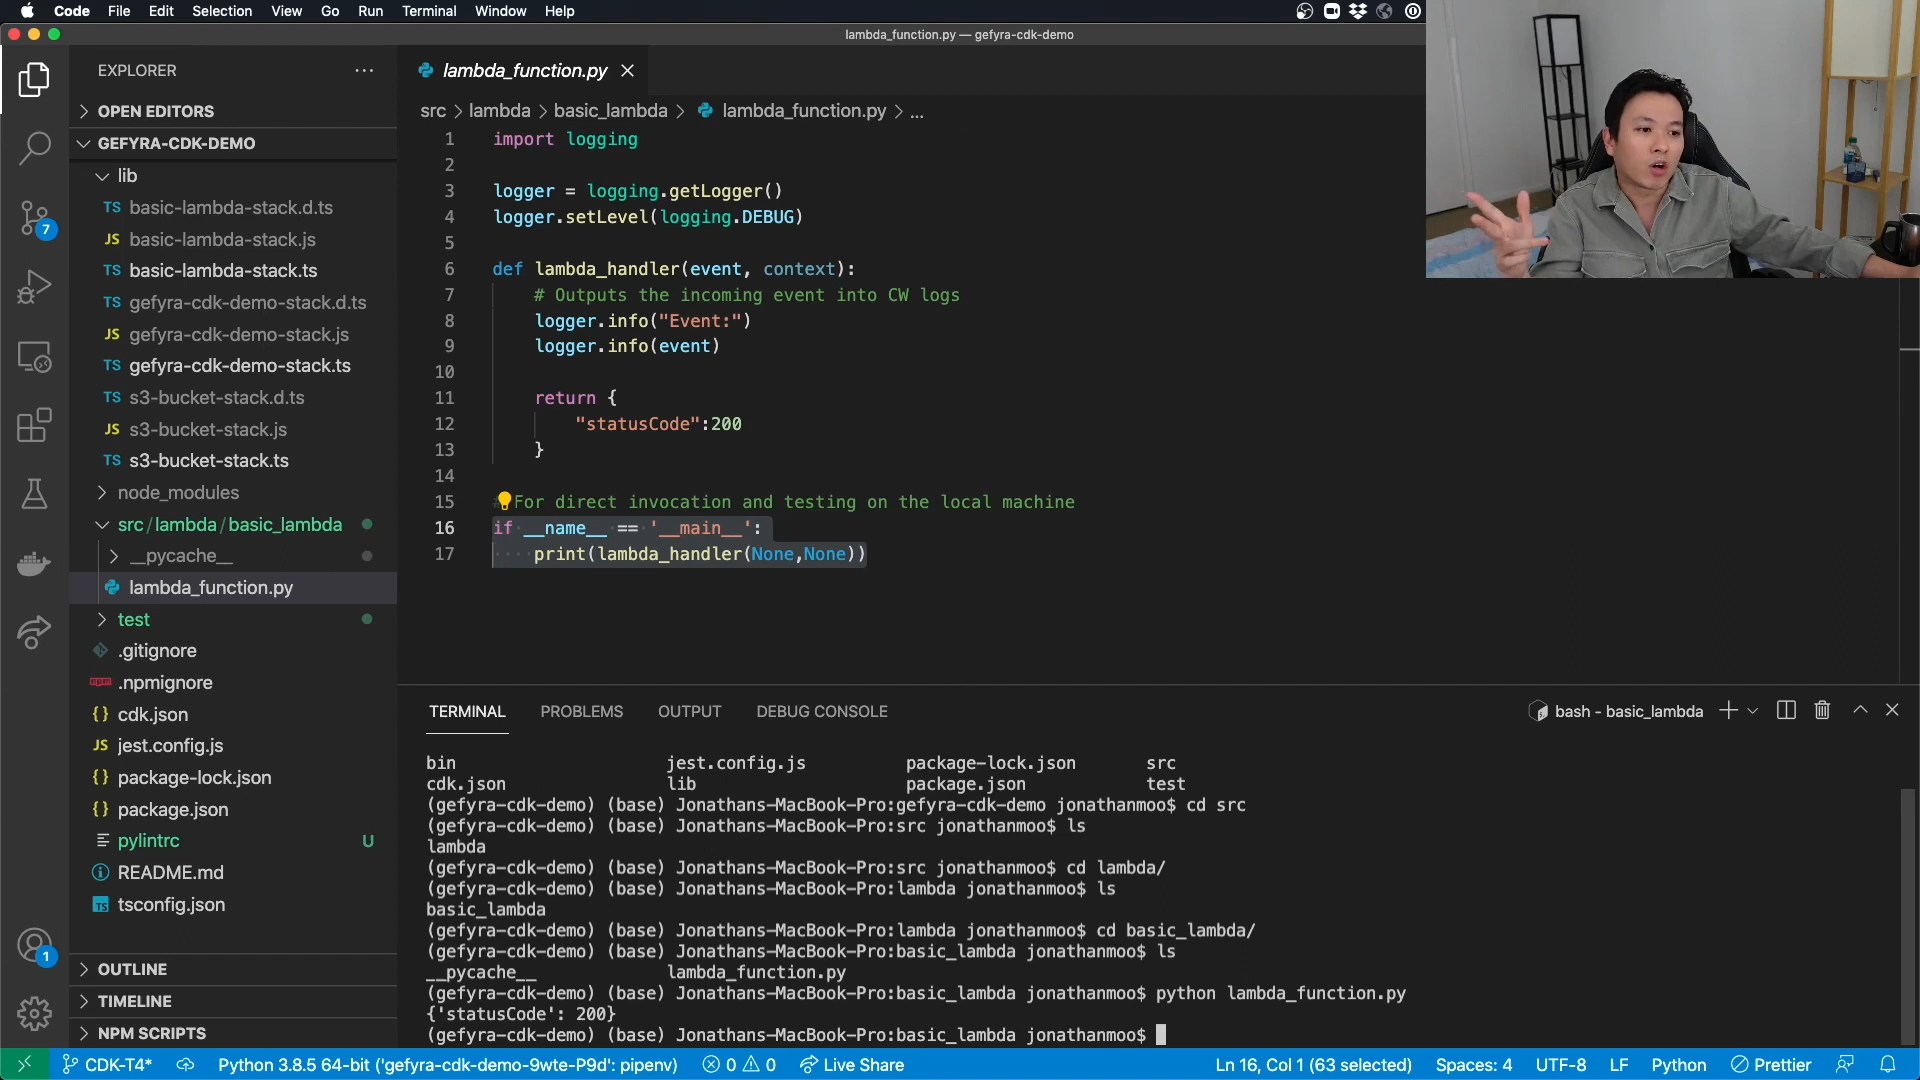 Code File Edit Selection View Go Run Terminal Window Help
lambda_function.py — gefyra-cdk-demo
EXPLORER
OPEN EDITORS
GEFYRA-CDK-DEMO
lib
TS basic-lambda-stack.d.ts
JS basic-lambda-stack.js
TS basic-lambda-stack.ts
TS gefyra-cdk-demo-stack.d.ts
JS gefyra-cdk-demo-stack.js
TS gefyra-cdk-demo-stack.ts
TS s3-bucket-stack.d.ts
JS s3-bucket-stack.js
TS s3-bucket-stack.ts
node_modules
src/lambda/basic_lambda
__pycache__
lambda_function.py
test
.gitignore
.npmignore
{} cdk.json
JS jest.config.js
{} package-lock.json
{} package.json
pylintrc U
README.md
TS tsconfig.json
OUTLINE
TIMELINE
NPM SCRIPTS
7
1
lambda_function.py
src > lambda > basic_lambda > lambda_function.py > ...
1 import logging
2
3 logger = logging.getLogger()
4 logger.setLevel(logging.DEBUG)
5
6 def lambda_handler(event, context):
7 # Outputs the incoming event into CW logs
8 logger.info("Event:")
9 logger.info(event)
10
11 return {
12 "statusCode":200
13 }
14
15 For direct invocation and testing on the local machine
16 if __name__ == '__main__':
17 print(lambda_handler(None,None))
TERMINAL PROBLEMS OUTPUT DEBUG CONSOLE bash - basic_lambda
bin jest.config.js package-lock.json src
cdk.json lib package.json test
(gefyra-cdk-demo) (base) Jonathans-MacBook-Pro:gefyra-cdk-demo jonathanmoo$ cd src
(gefyra-cdk-demo) (base) Jonathans-MacBook-Pro:src jonathanmoo$ ls
lambda
(gefyra-cdk-demo) (base) Jonathans-MacBook-Pro:src jonathanmoo$ cd lambda/
(gefyra-cdk-demo) (base) Jonathans-MacBook-Pro:lambda jonathanmoo$ ls
basic_lambda
(gefyra-cdk-demo) (base) Jonathans-MacBook-Pro:lambda jonathanmoo$ cd basic_lambda/
(gefyra-cdk-demo) (base) Jonathans-MacBook-Pro:basic_lambda jonathanmoo$ ls
__pycache__ lambda_function.py
(gefyra-cdk-demo) (base) Jonathans-MacBook-Pro:basic_lambda jonathanmoo$ python lambda_function.py
{'statusCode': 200}
(gefyra-cdk-demo) (base) Jonathans-MacBook-Pro:basic_lambda jonathanmoo$
CDK-T4* Python 3.8.5 64-bit ('gefyra-cdk-demo-9wte-P9d': pipenv) 0 0 Live Share Ln 16, Col 1 (63 selected) Spaces: 4 UTF-8 LF Python Prettier